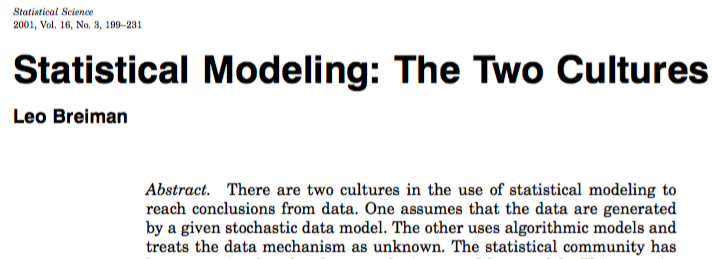 Statistical Science
2001, Vol. 16, No. 3, 199–231
Statistical Modeling: The Two Cultures
Leo Breiman
Abstract. There are two cultures in the use of statistical modeling to
reach conclusions from data. One assumes that the data are generated
by a given stochastic data model. The other uses algorithmic models and
treats the data mechanism as unknown. The statistical community has